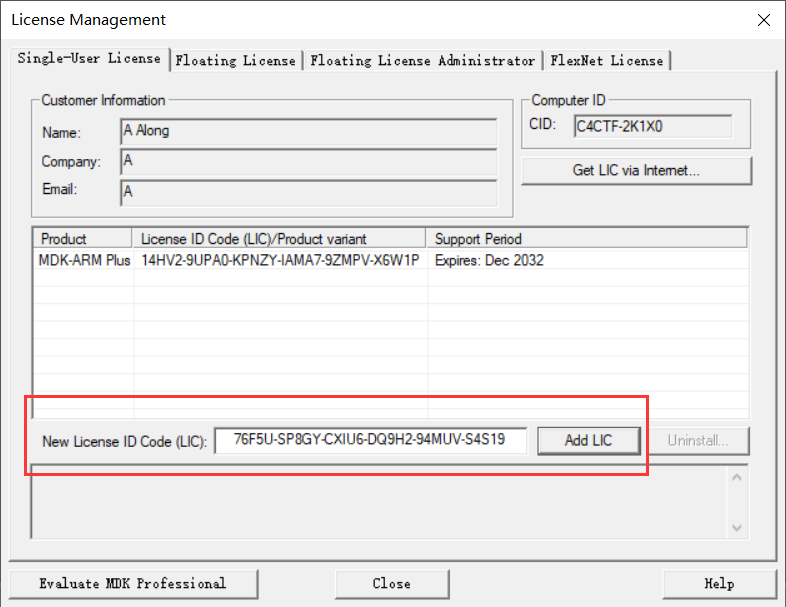 License Management
Single-User License Floating License Floating License Administrator FlexNet License
Customer Information
Name: A Along
Company: A
Email: A
Computer ID
CID: C4CTF-2K1X0
Get LIC via Internet...
Product License ID Code (LIC)/Product variant Support Period
MDK-ARM Plus 14HV2-9UPA0-KPNZY-IAMA7-9ZMPV-X6W1P Expires: Dec 2032
New License ID Code (LIC): 76F5U-SP8GY-CXIU6-DQ9H2-94MUV-S4S19 Add LIC Uninstall...
Evaluate MDK Professional Close Help